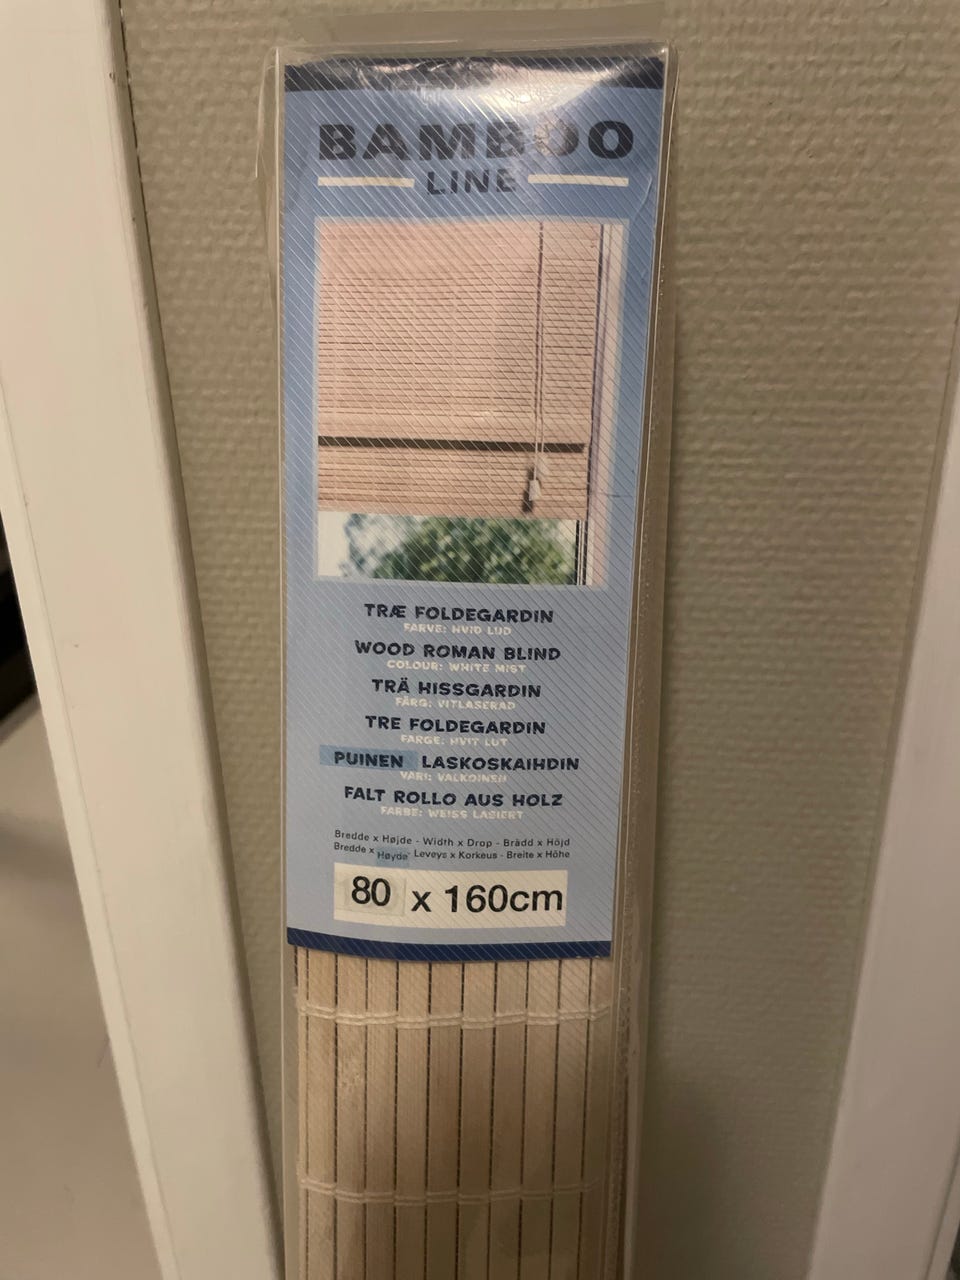 BAMBOO
LINE
TRÆ FOLDEGARDIN
FARVE: HVID LUD
WOOD ROMAN BLIND
COLOUR: WHITE MIST
TRÄ HISSGARDIN
FÄRG: VITLASERAD
TRE FOLDEGARDIN
FARGE: HVIT LUT
PUINEN LASKOSKAIHDIN
VARI: VALKOINEN
FALT ROLLO AUS HOLZ
FARBE: WEISS LASIERT
Bredde x Højde - Width x Drop - Brädd x Höjd
Bredde x Høyde - Leveys x Korkeus - Breite x Höhe
80 x 160cm